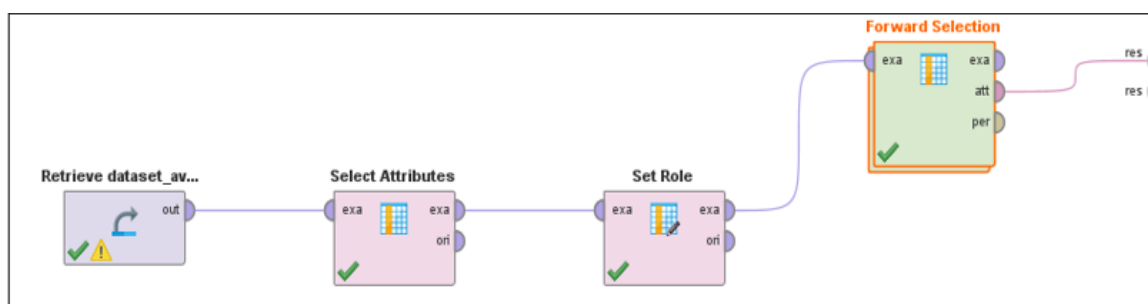 Forward Selection
exa
exa
res
att
res
per
Retrieve dataset_av...
Select Attributes
Set Role
out
exa
exa
exa
exa
ori
ori